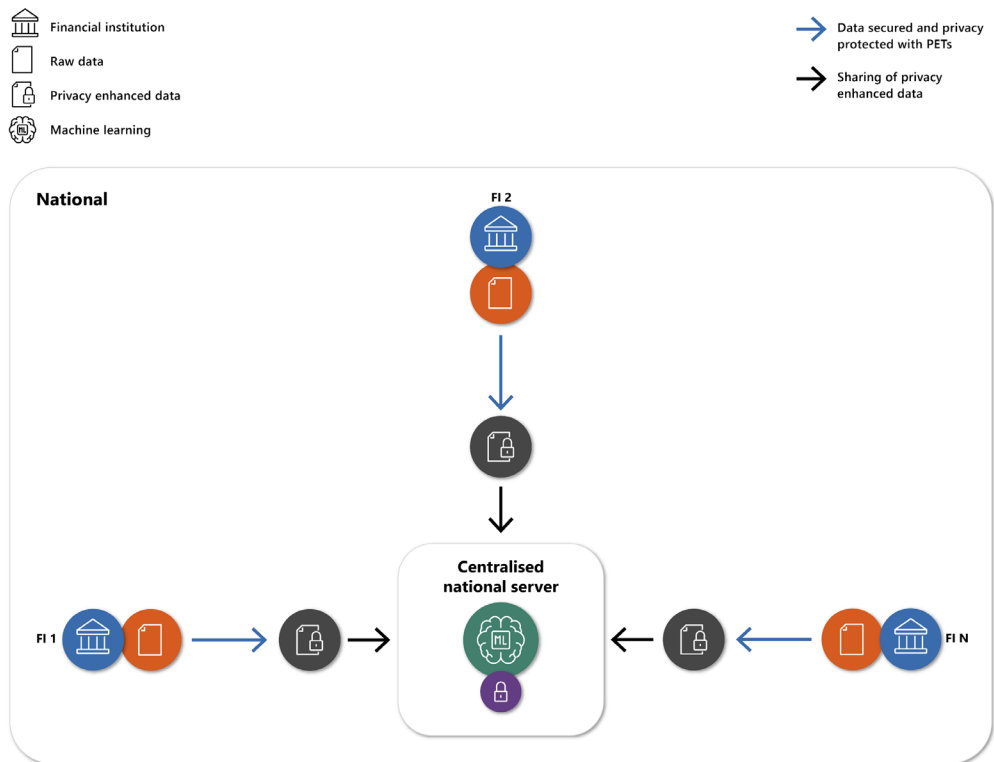 Financial institution
Raw data
Privacy enhanced data
Machine learning
Data secured and privacy
protected with PETs
Sharing of privacy
enhanced data
National
FI 2
Centralised
national server
ML
FI 1
FI N
ML